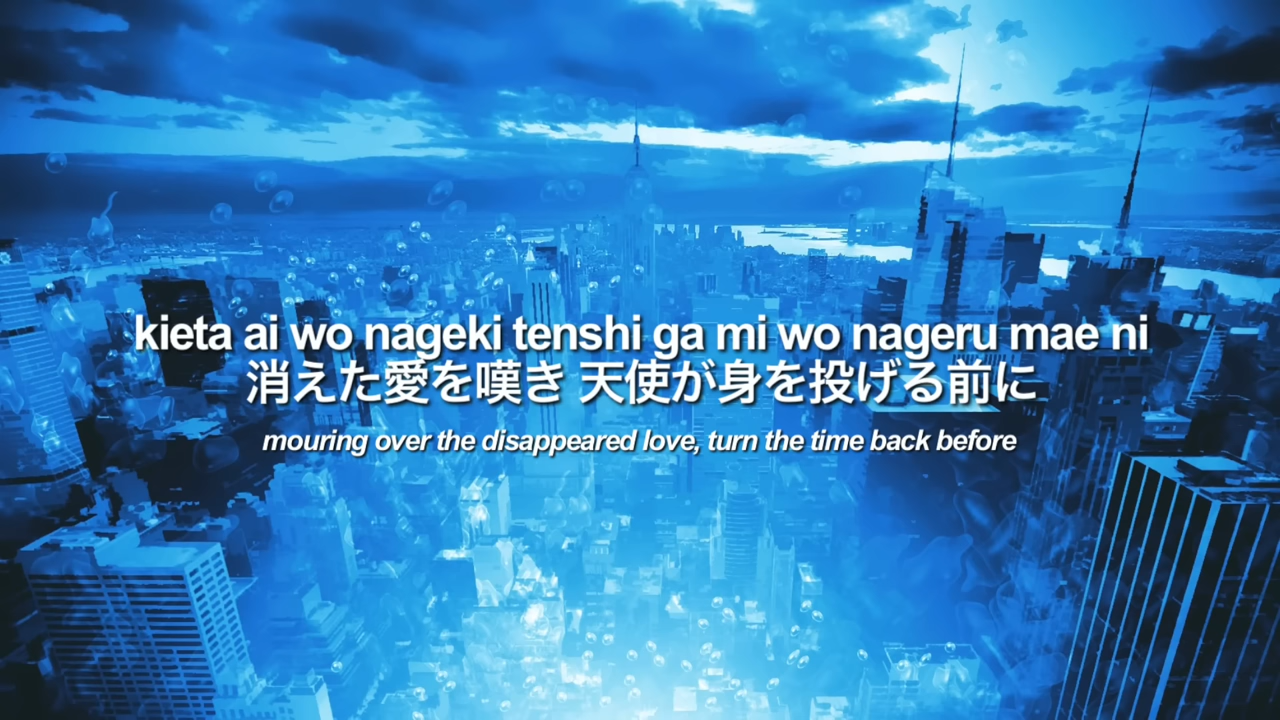 kieta ai wo nageki tenshi ga mi wo nageru mae ni
消えた愛を嘆き 天使が身を投げる前に
mouring over the disappeared love, turn the time back before